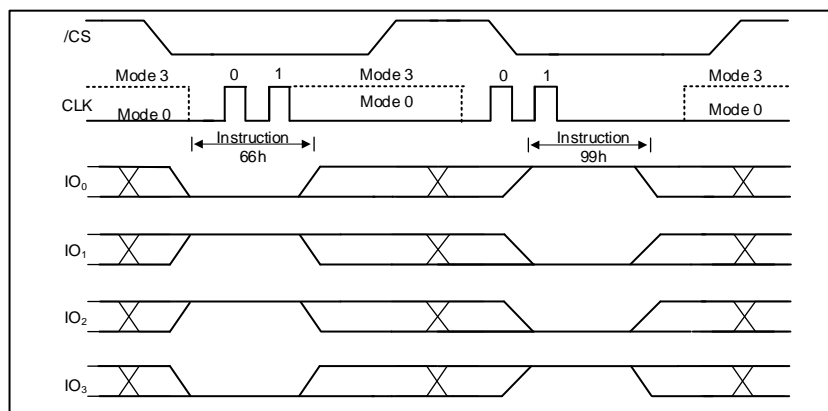 /CS
Mode 3 0 1 Mode 3 0 1 Mode 3
CLK Mode 0 Mode 0 Mode 0
Instruction Instruction
66h 99h
IO₀
IO₁
IO₂
IO₃